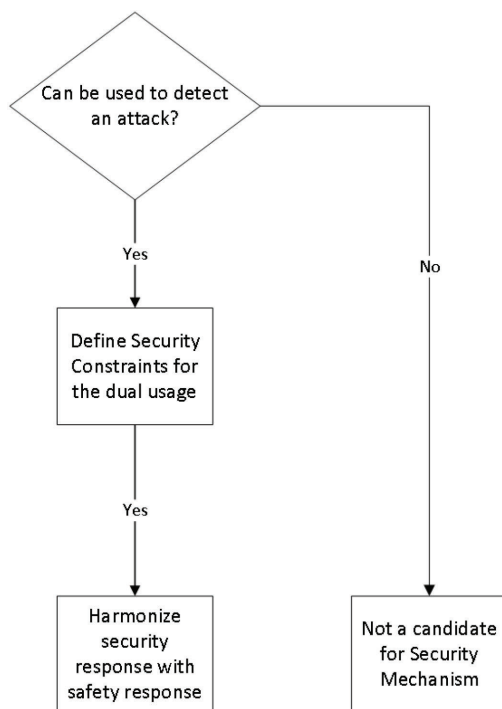 Can be used to detect
an attack?
Yes
No
Define Security
Constraints for
the dual usage
Yes
Harmonize
security
response with
safety response
Not a candidate
for Security
Mechanism